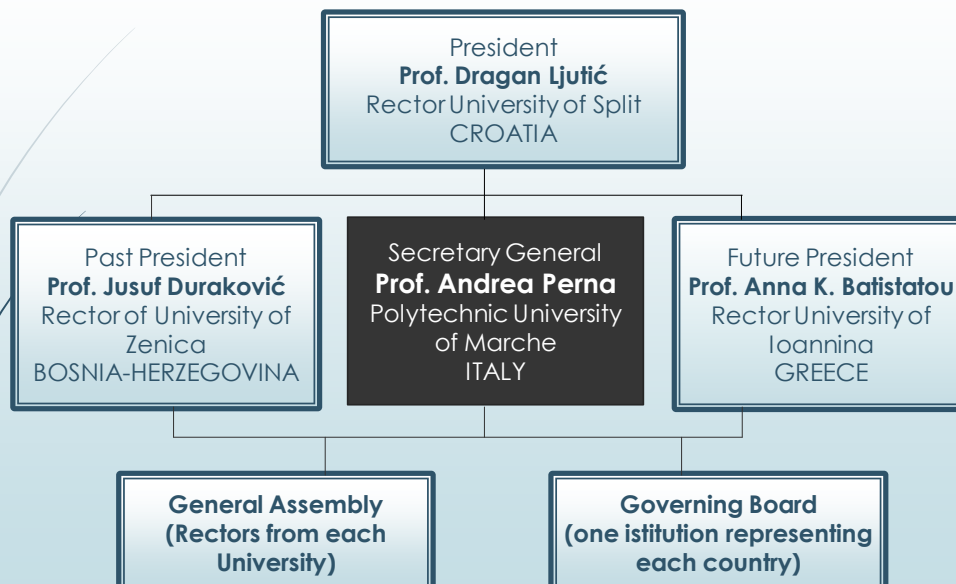 President
Prof. Dragan Ljutić
Rector University of Split
CROATIA
Past President
Prof. Jusuf Duraković
Rector of University of
Zenica
BOSNIA-HERZEGOVINA
Secretary General
Prof. Andrea Perna
Polytechnic University
of Marche
ITALY
Future President
Prof. Anna K. Batistatou
Rector University of
Ioannina
GREECE
General Assembly
(Rectors from each
University)
Governing Board
(one istitution representing
each country)